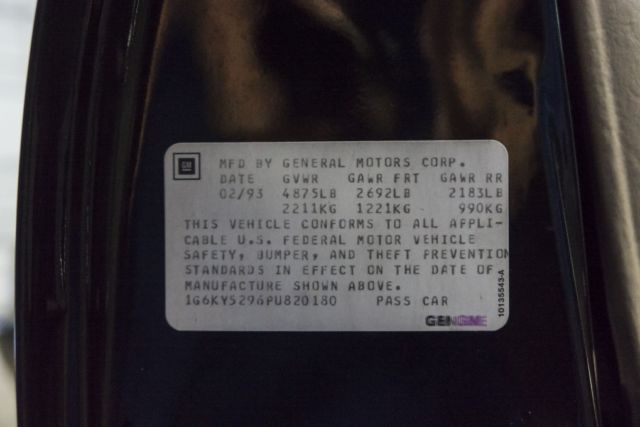 GM
MFD BY GENERAL MOTORS CORP.
DATE GVWR GAWR FRT GAWR RR
02/93 4875LB 2692LB 2183LB
2211KG 1221KG 990KG
THIS VEHICLE CONFORMS TO ALL APPLI-
CABLE U.S. FEDERAL MOTOR VEHICLE
SAFETY, BUMPER, AND THEFT PREVENTION
STANDARDS IN EFFECT ON THE DATE OF
MANUFACTURE SHOWN ABOVE.
1G6KY5296PU820180 PASS CAR
10135543-A